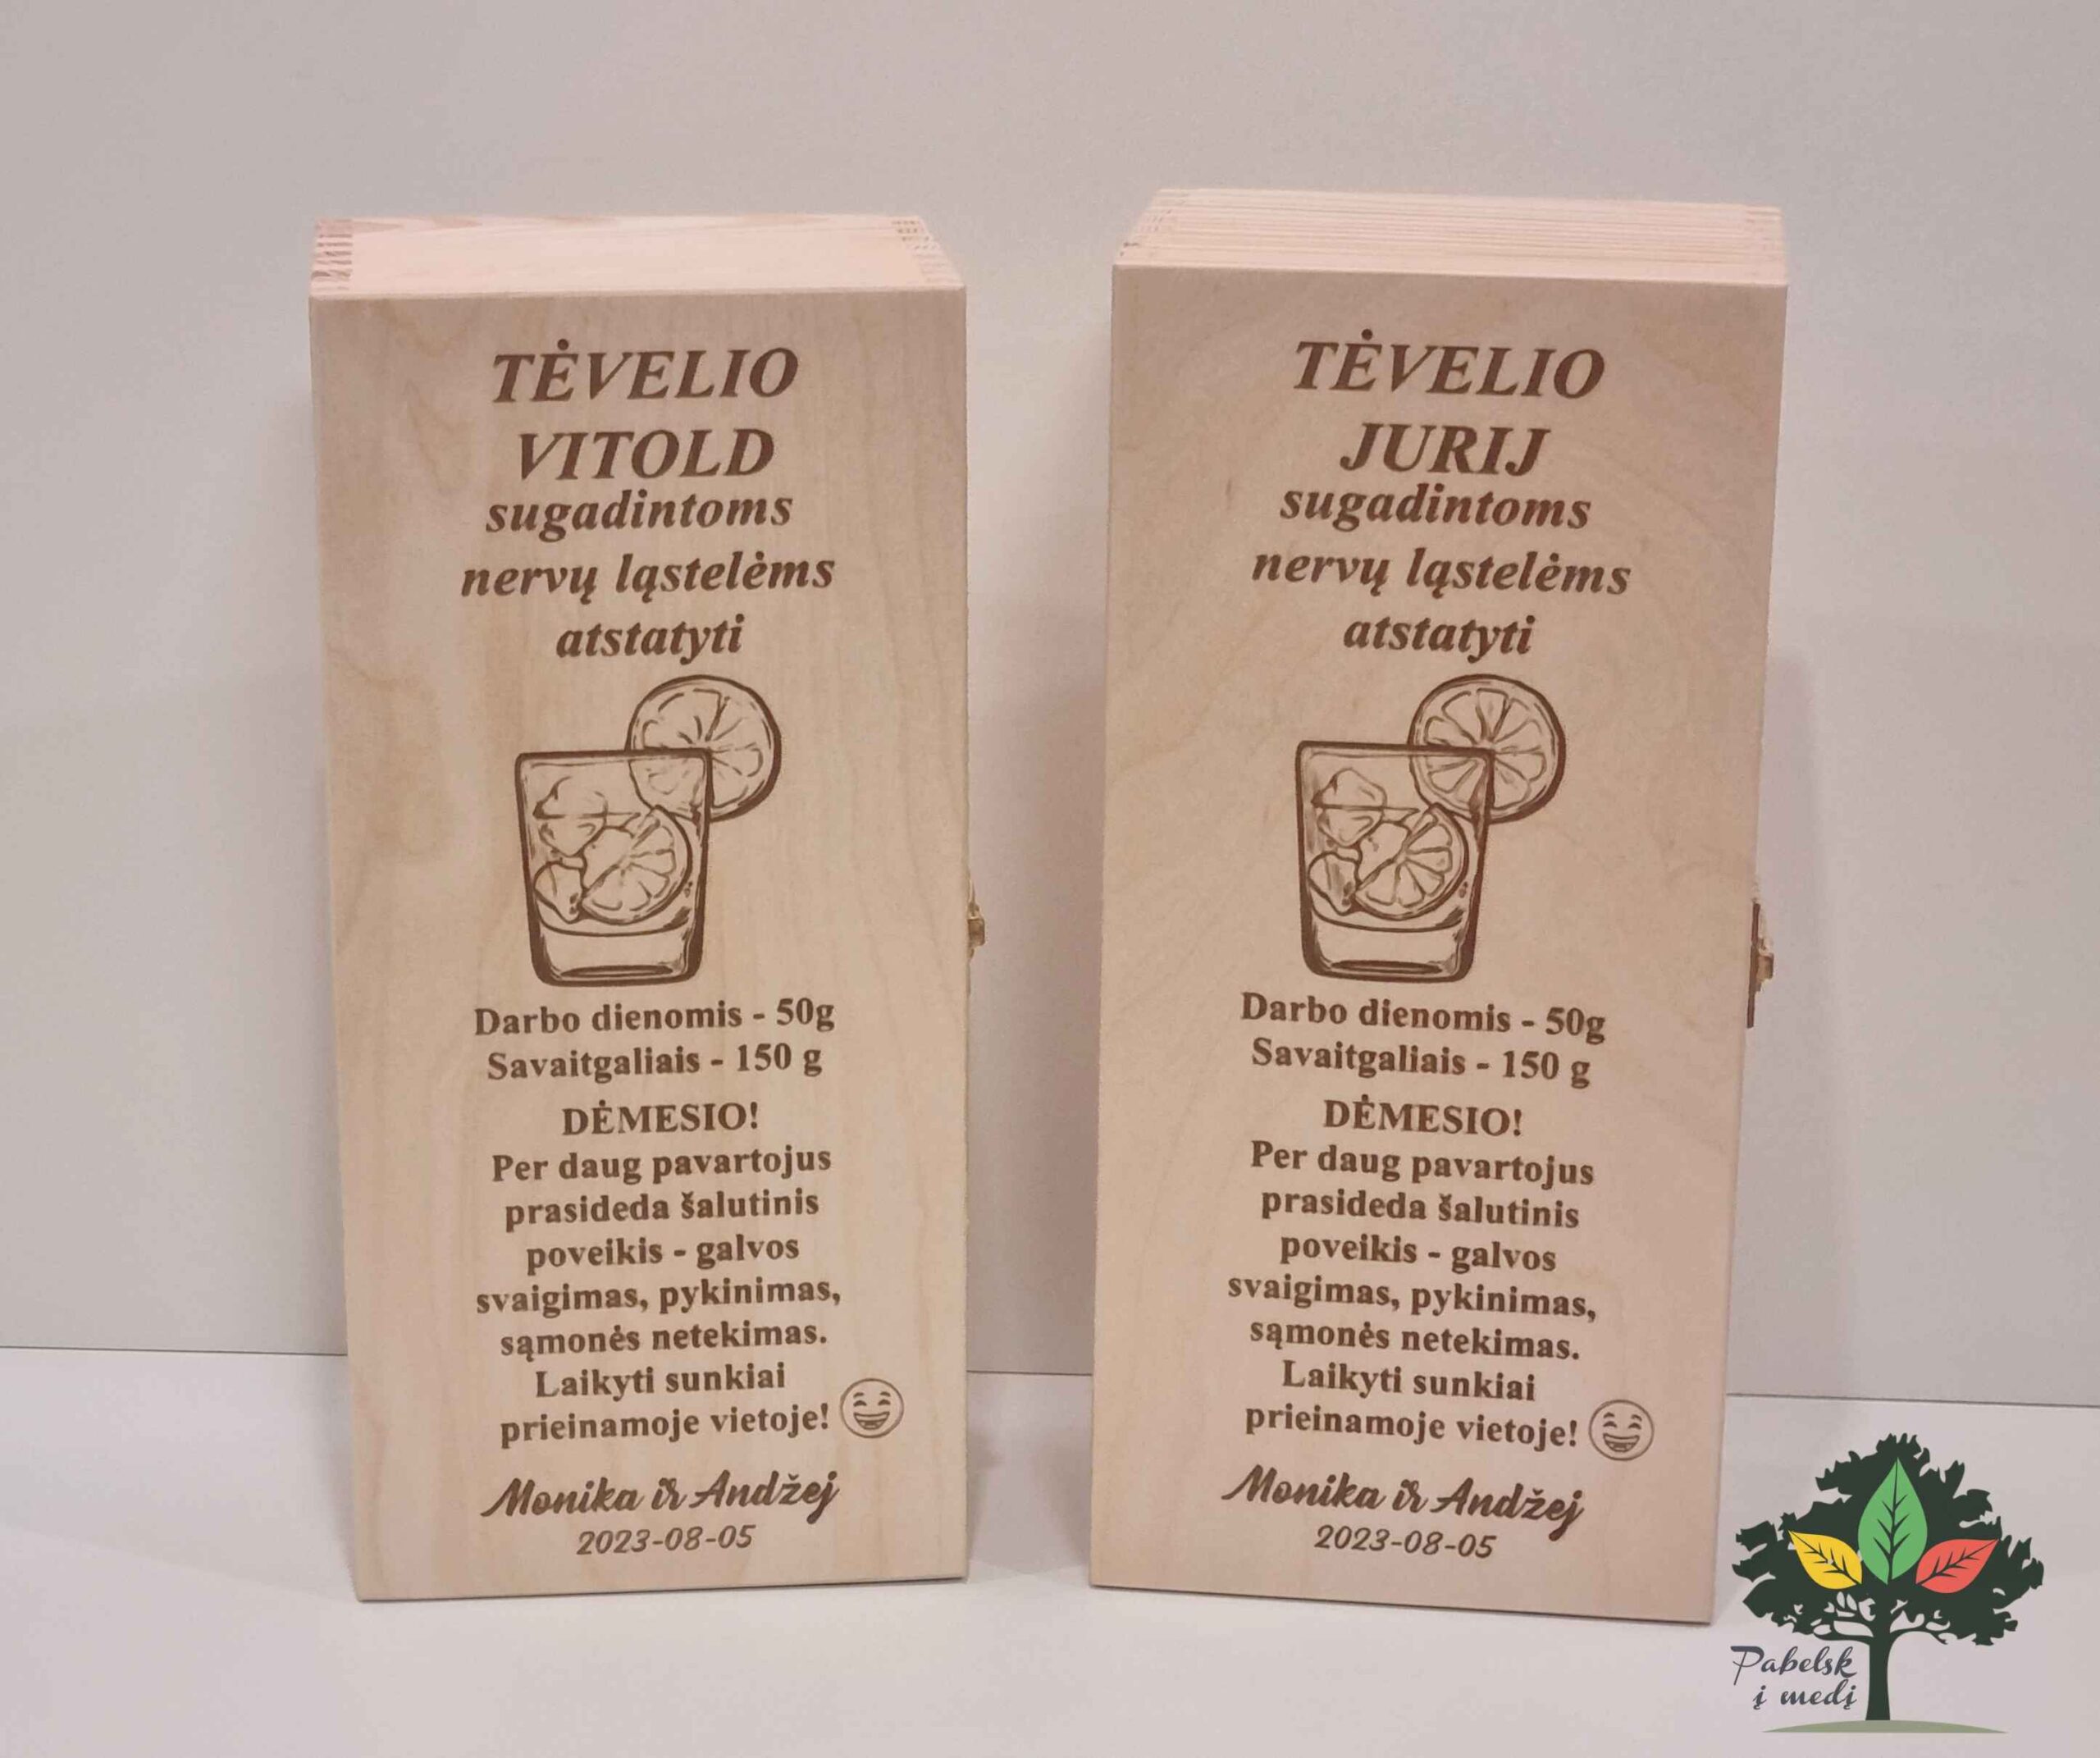 TĖVELIO
VITOLD
sugadintoms
nervų ląstelėms
atstatyti
Darbo dienomis - 50g
Savaitgaliais - 150 g
DĖMESIO!
Per daug pavartojus
prasideda šalutinis
poveikis - galvos
svaigimas, pykinimas,
sąmonės netekimas.
Laikyti sunkiai
prieinamoje vietoje!
Monika ir Andžej
2023-08-05
TĖVELIO
JURIJ
sugadintoms
nervų ląstelėms
atstatyti
Darbo dienomis - 50g
Savaitgaliais - 150 g
DĖMESIO!
Per daug pavartojus
prasideda šalutinis
poveikis - galvos
svaigimas, pykinimas,
sąmonės netekimas.
Laikyti sunkiai
prieinamoje vietoje!
Monika ir Andžej
2023-08-05
Pabelsk
į medį